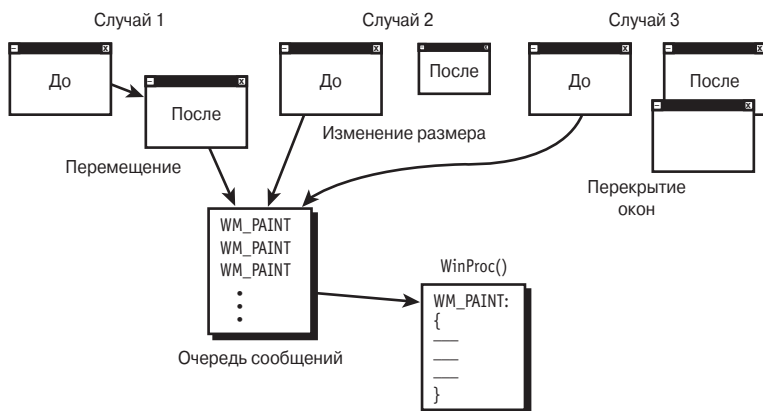 Случай 1
Случай 2
Случай 3
До
После
До
После
До
После
Перемещение
Изменение размера
Перекрытие
окон
WM_PAINT
WM_PAINT
WM_PAINT
Очередь сообщений
WinProc()
WM_PAINT:
{
}